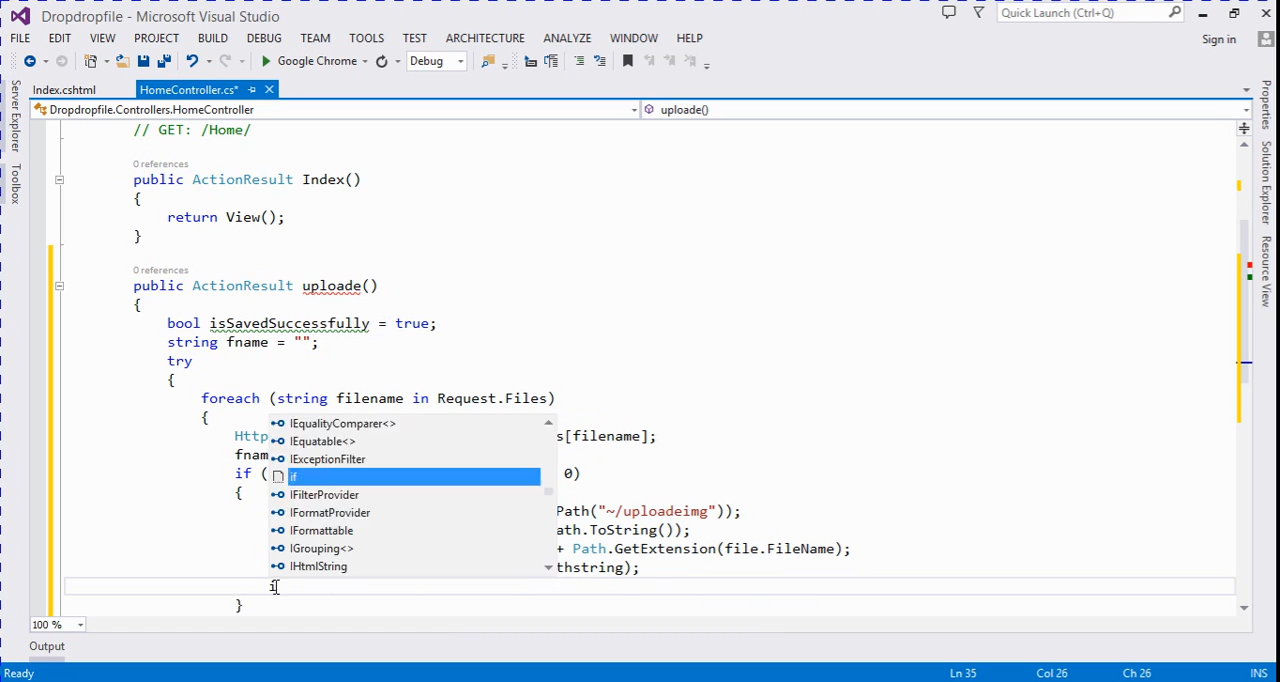 Dropdropfile - Microsoft Visual Studio
Quick Launch (Ctrl+Q)
FILE EDIT VIEW PROJECT BUILD DEBUG TEAM TOOLS TEST ARCHITECTURE ANALYZE WINDOW HELP
Sign in
Google Chrome Debug
Index.cshtml HomeController.cs*
Dropdropfile.Controllers.HomeController uploade()
Server Explorer
Toolbox
Properties
Solution Explorer
Resource View
// GET: /Home/
0 references
public ActionResult Index()
{
return View();
}
0 references
public ActionResult uploade()
{
bool isSavedSuccessfully = true;
string fname = "";
try
{
foreach (string filename in Request.Files)
{
Http s[filename];
fnam
if ( 0)
{
Path("~/uploadeimg"));
ath.ToString());
+ Path.GetExtension(file.FileName);
thstring);
i
}
IEqualityComparer<>
IEquatable<>
IExceptionFilter
if
IFilterProvider
IFormatProvider
IFormattable
IGrouping<>
IHtmlString
100 %
Output
Ready Ln 35 Col 26 Ch 26 INS